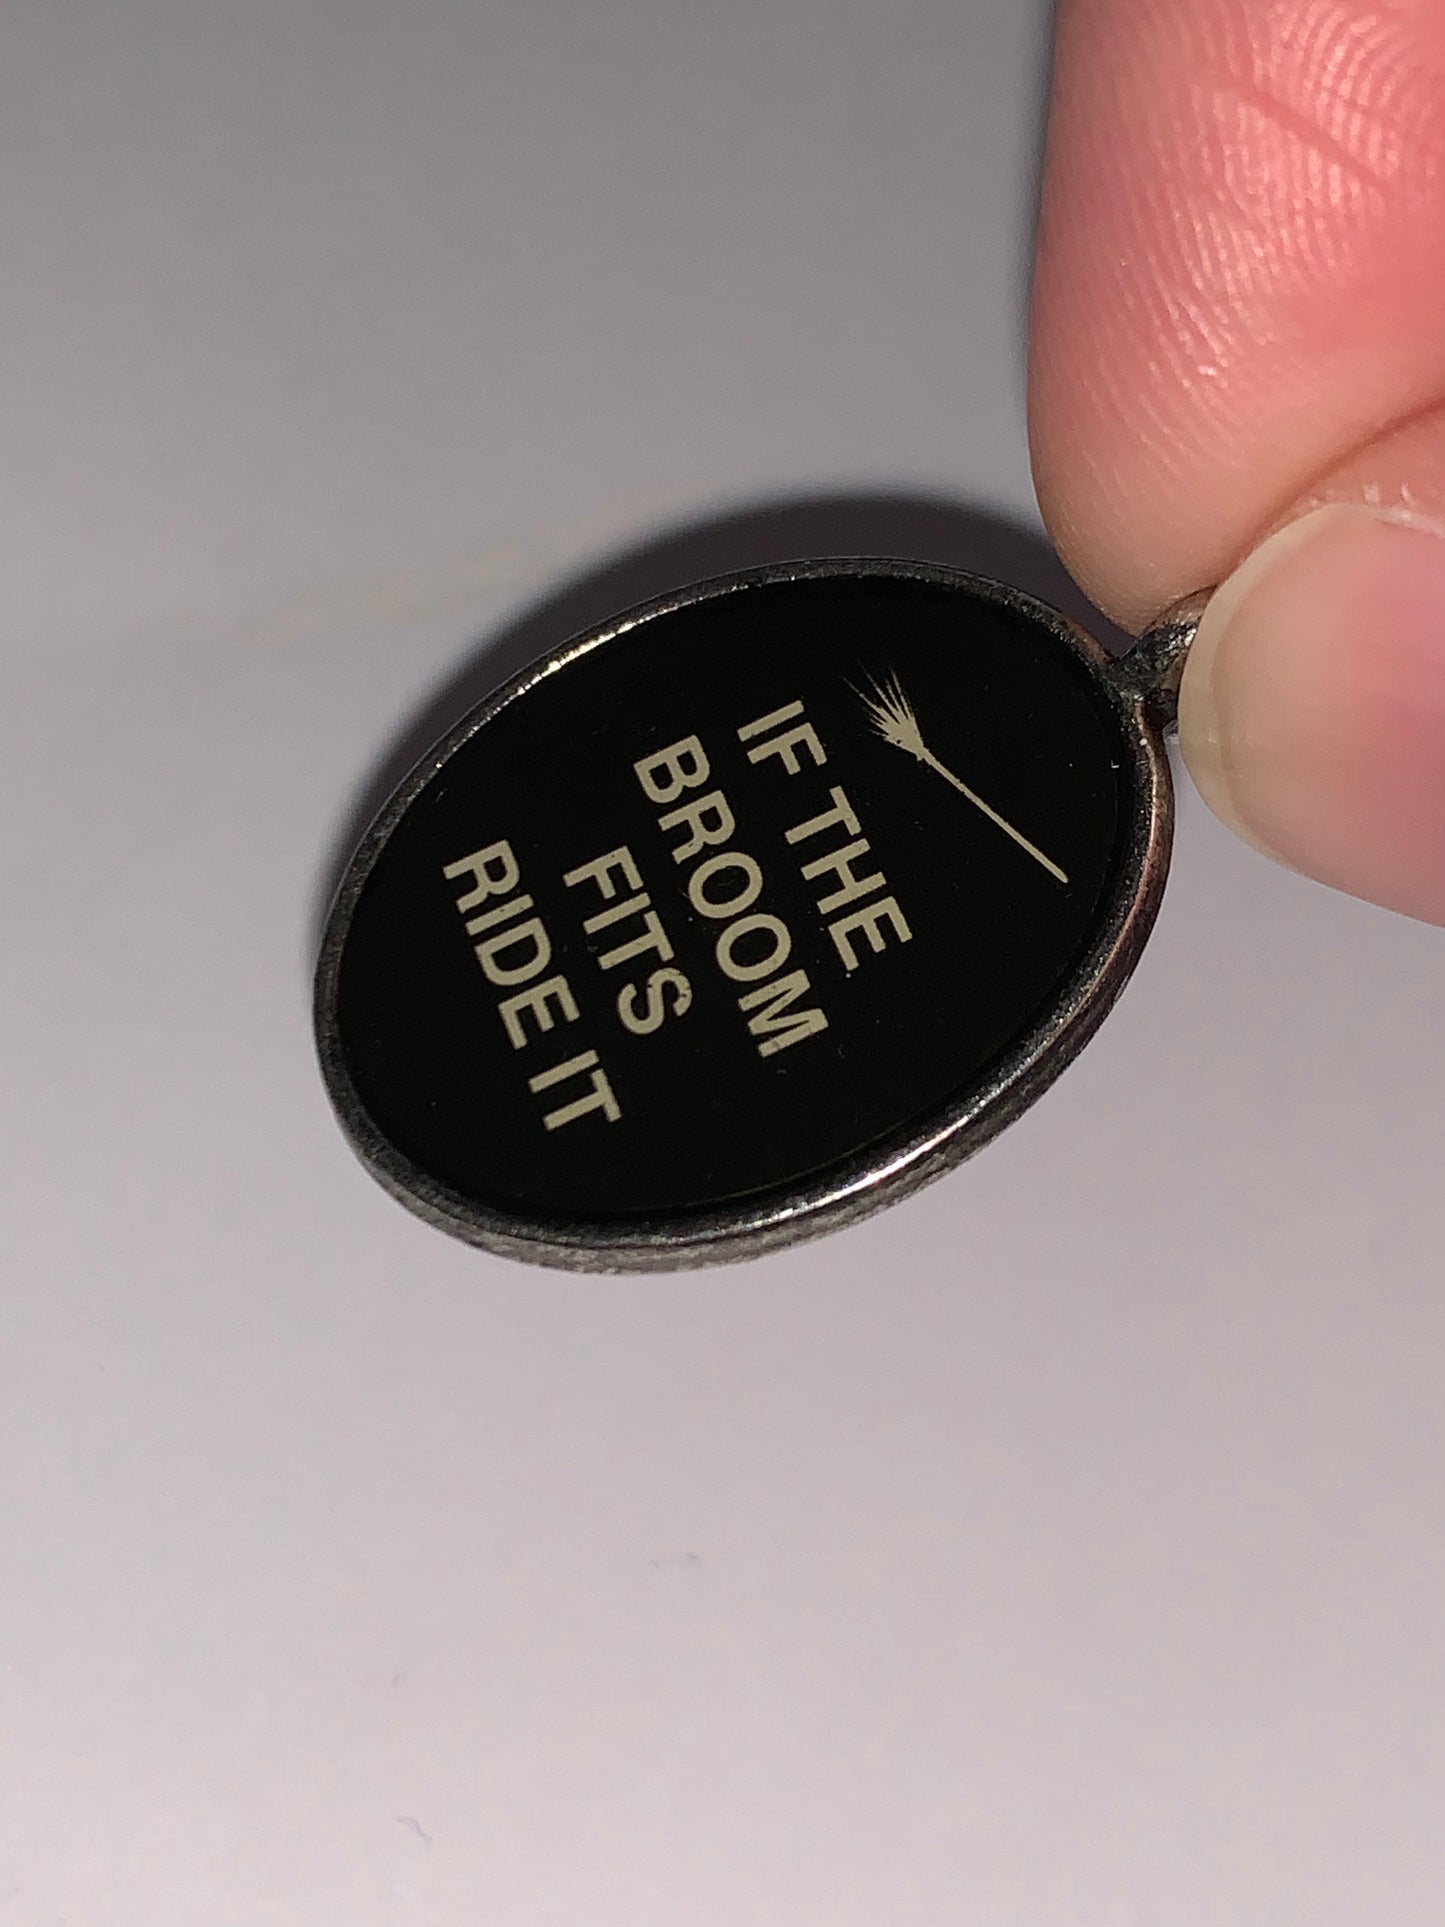 IF THE
BROOM
FITS
RIDE IT